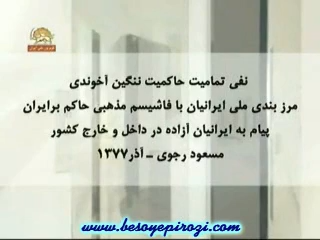 نفی تمامیت حاکمیت ننگین آخوندی
مرز بندی ملی ایرانیان با فاشیسم مذهبی حاکم برایران
پیام به ایرانیان آزاده در داخل و خارج کشور
مسعود رجوی ـ آذر۱۳۷۷
www.besoyepirozi.com